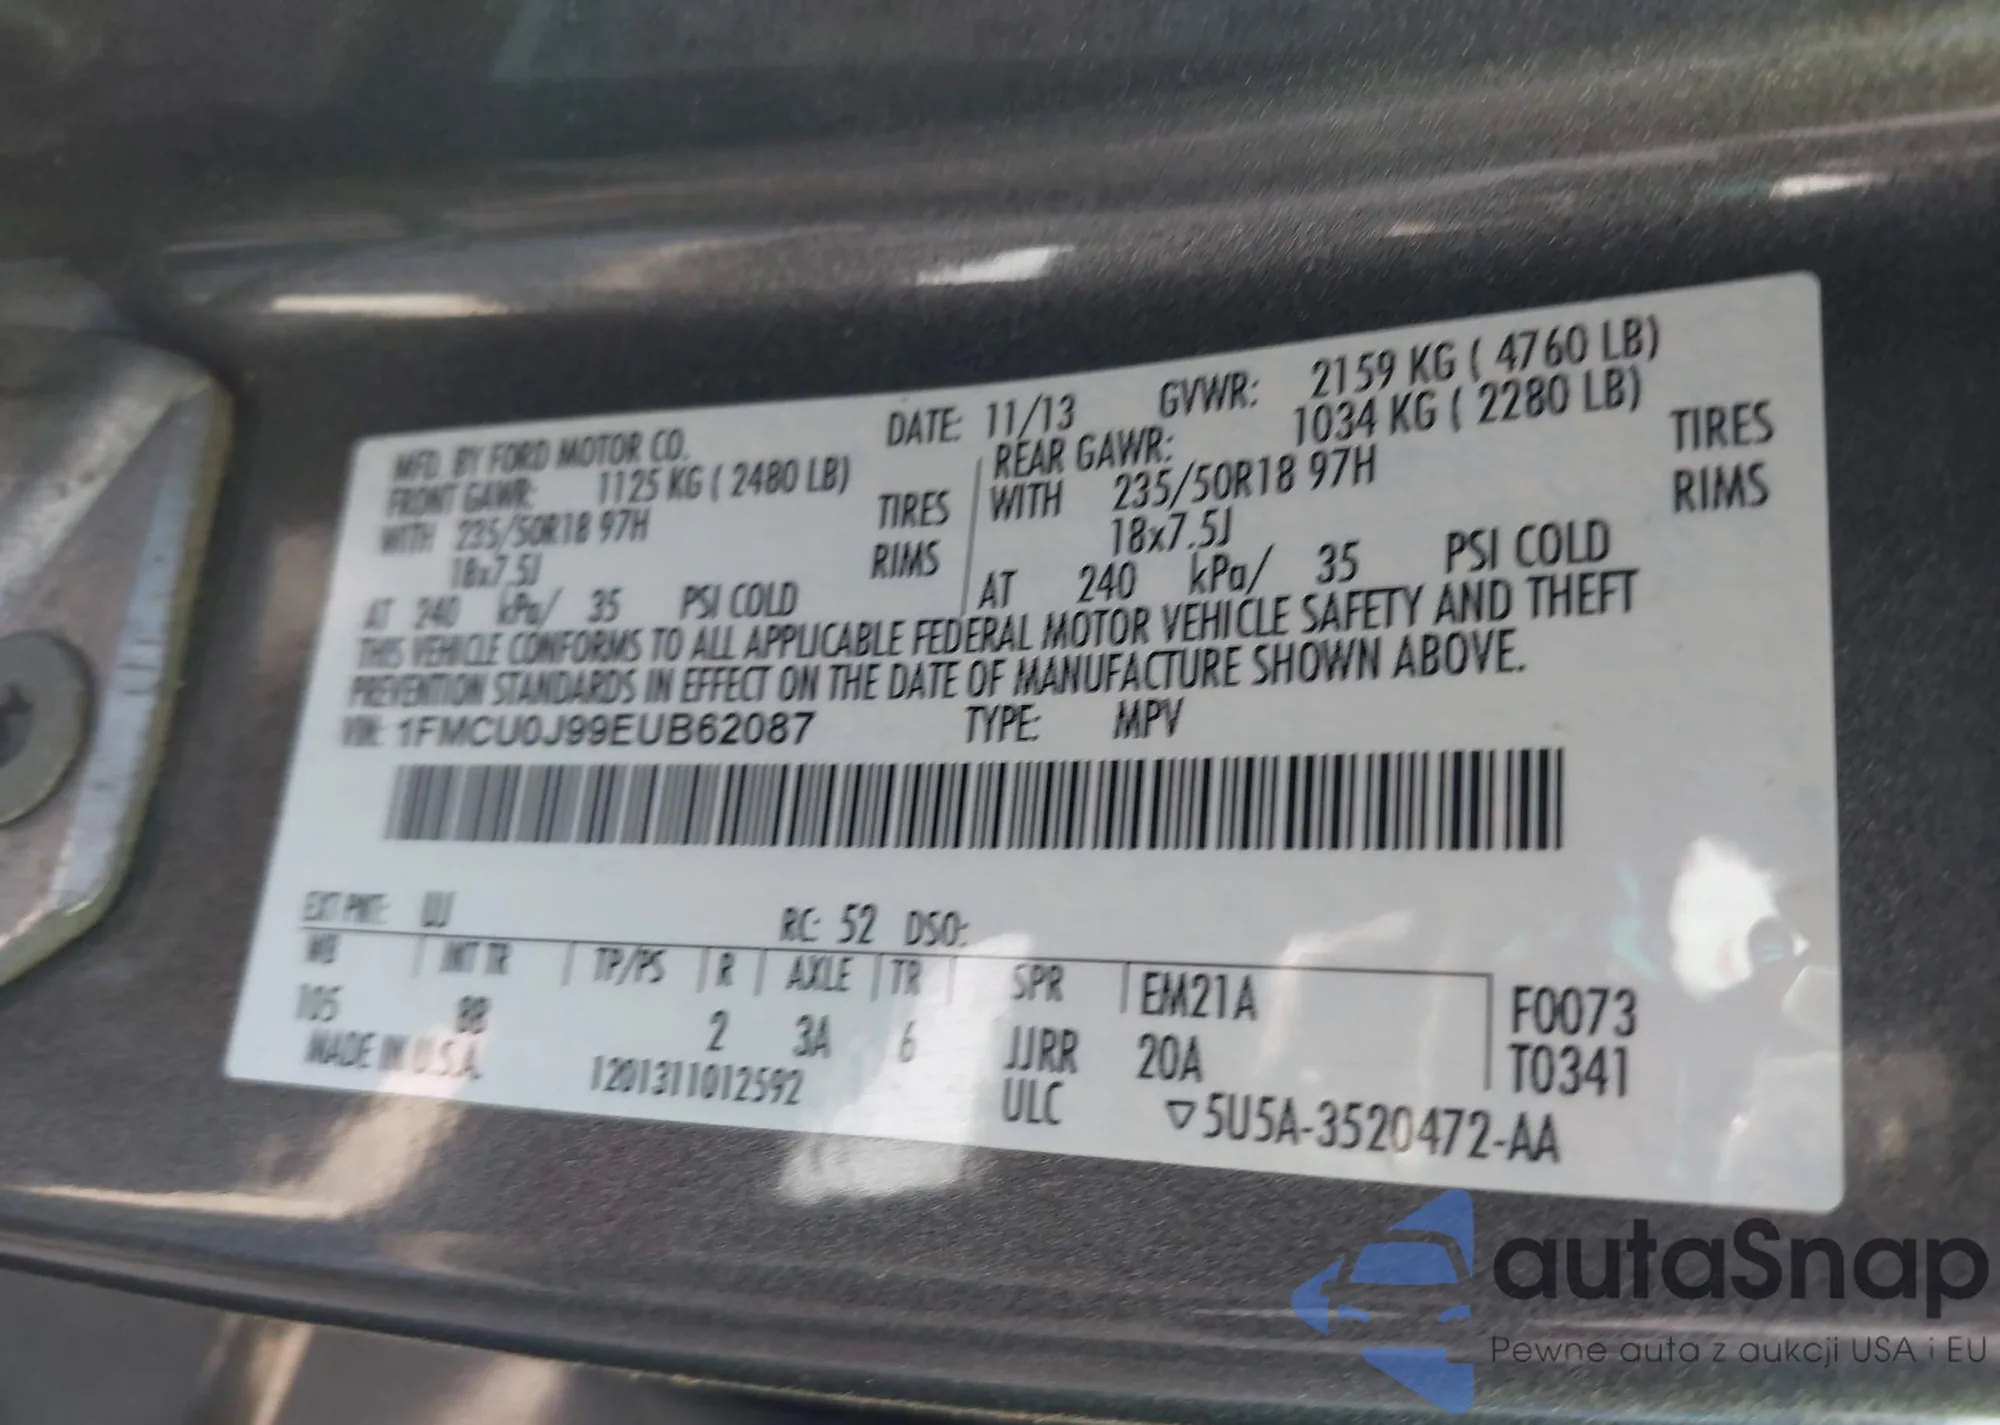 MFD. BY FORD MOTOR CO. DATE: 11/13 GVWR: 2159 KG ( 4760 LB)
FRONT GAWR: 1125 KG ( 2480 LB) REAR GAWR: 1034 KG ( 2280 LB)
WITH 235/50R18 97H TIRES WITH 235/50R18 97H TIRES
18x7.5J RIMS 18x7.5J RIMS
AT 240 kPa/ 35 PSI COLD AT 240 kPa/ 35 PSI COLD
THIS VEHICLE CONFORMS TO ALL APPLICABLE FEDERAL MOTOR VEHICLE SAFETY AND THEFT
PREVENTION STANDARDS IN EFFECT ON THE DATE OF MANUFACTURE SHOWN ABOVE.
VIN: 1FMCU0J99EUB62087 TYPE: MPV
EXT PNT: UJ RC: 52 DSO:
WB INT TR TP/PS R AXLE TR SPR EM21A F0073
105 88 2 3A 6 JJRR 20A T0341
MADE IN U.S.A. 1201311012592 ULC ▽5U5A-3520472-AA
autaSnap
Pewne auta z aukcji USA i EU